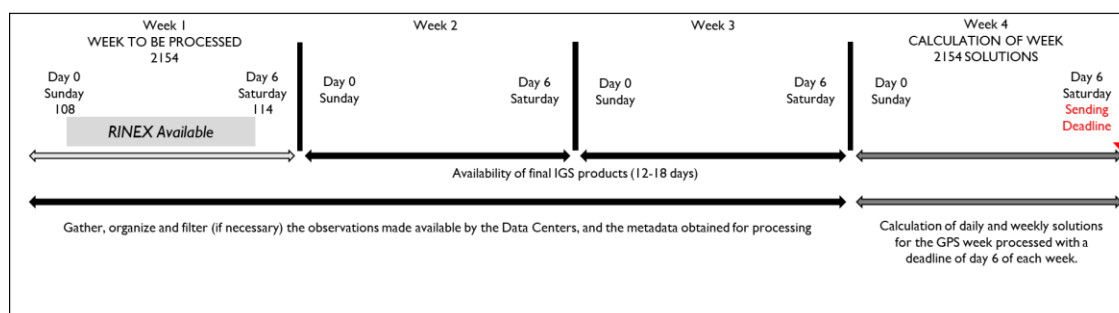 Week 1
WEEK TO BE PROCESSED
2154
Day 0
Sunday
108
Day 6
Saturday
114
RINEX Available
Week 2
Day 0
Sunday
Day 6
Saturday
Week 3
Day 0
Sunday
Day 6
Saturday
Week 4
CALCULATION OF WEEK
2154 SOLUTIONS
Day 0
Sunday
Day 6
Saturday
Sending
Deadline
Availability of final IGS products (12-18 days)
Gather, organize and filter (if necessary) the observations made available by the Data Centers, and the metadata obtained for processing
Calculation of daily and weekly solutions
for the GPS week processed with a
deadline of day 6 of each week.